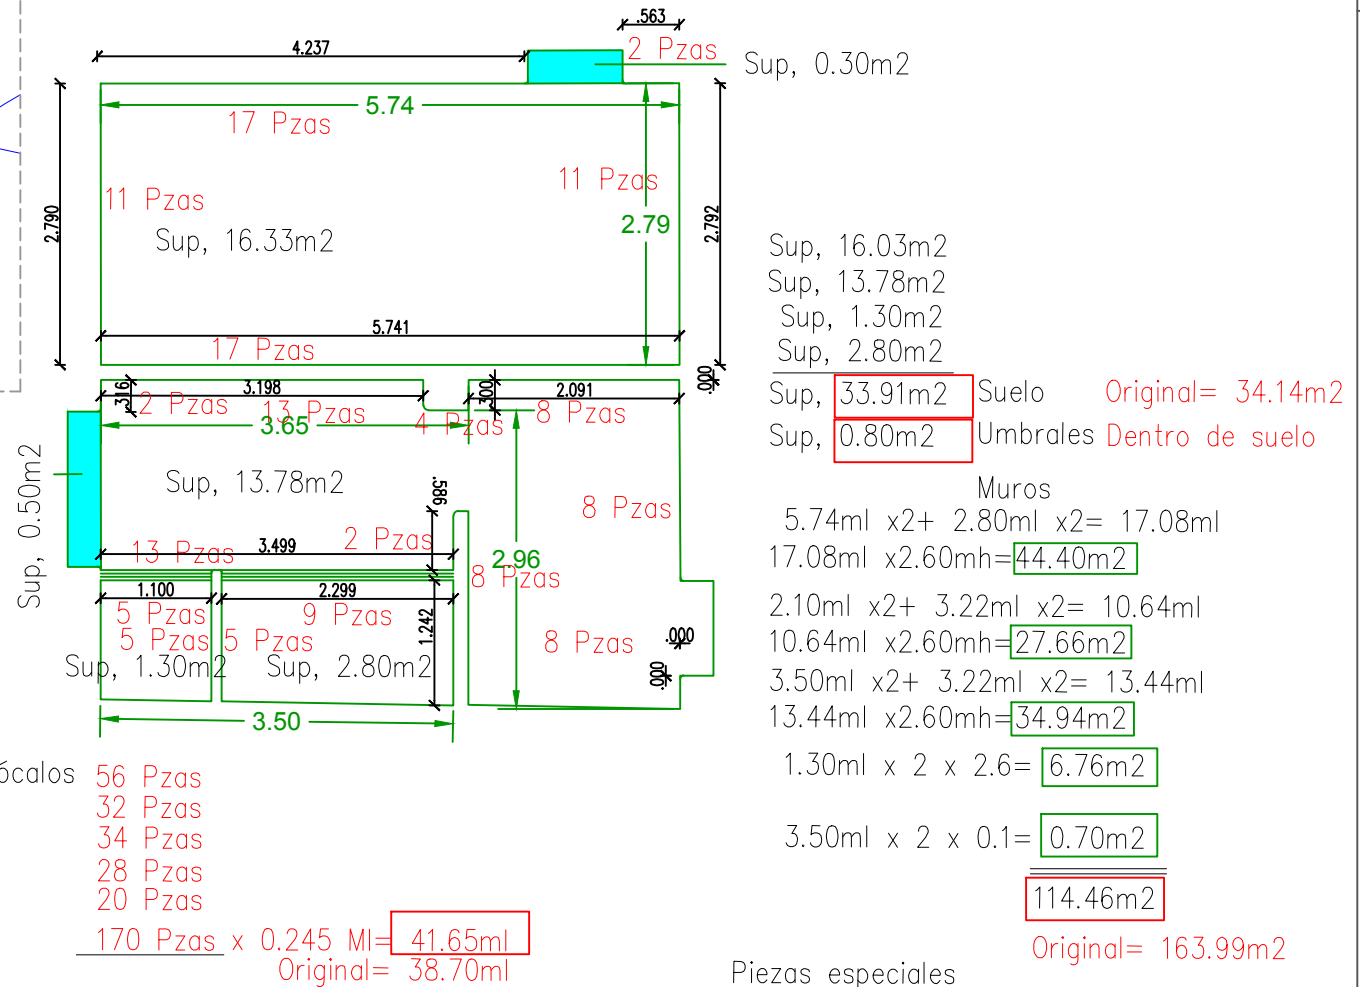 .563
4.237
2 Pzas
Sup, 0.30m2
5.74
17 Pzas
11 Pzas
11 Pzas
2.790
2.79
2.792
Sup, 16.33m2
5.741
17 Pzas
Sup, 16.03m2
Sup, 13.78m2
Sup, 1.30m2
Sup, 2.80m2
Sup, 33.91m2 Suelo Original= 34.14m2
Sup, 0.80m2 Umbrales Dentro de suelo
.316
3.198
.300
2.091
.000
2 Pzas
13 Pzas
4 Pzas
8 Pzas
3.65
Sup, 0.50m2
Sup, 13.78m2
.586
8 Pzas
13 Pzas
3.499
2 Pzas
2.96
8 Pzas
1.100
2.299
1.242
5 Pzas
9 Pzas
5 Pzas
5 Pzas
8 Pzas
.000
.000
Sup, 1.30m2
Sup, 2.80m2
3.50
Muros
5.74ml x2+ 2.80ml x2= 17.08ml
17.08ml x2.60mh= 44.40m2
2.10ml x2+ 3.22ml x2= 10.64ml
10.64ml x2.60mh= 27.66m2
3.50ml x2+ 3.22ml x2= 13.44ml
13.44ml x2.60mh= 34.94m2
1.30ml x 2 x 2.6= 6.76m2
3.50ml x 2 x 0.1= 0.70m2
114.46m2
Original= 163.99m2
ócalos 56 Pzas
32 Pzas
34 Pzas
28 Pzas
20 Pzas
170 Pzas x 0.245 Ml= 41.65ml
Original= 38.70ml
Piezas especiales